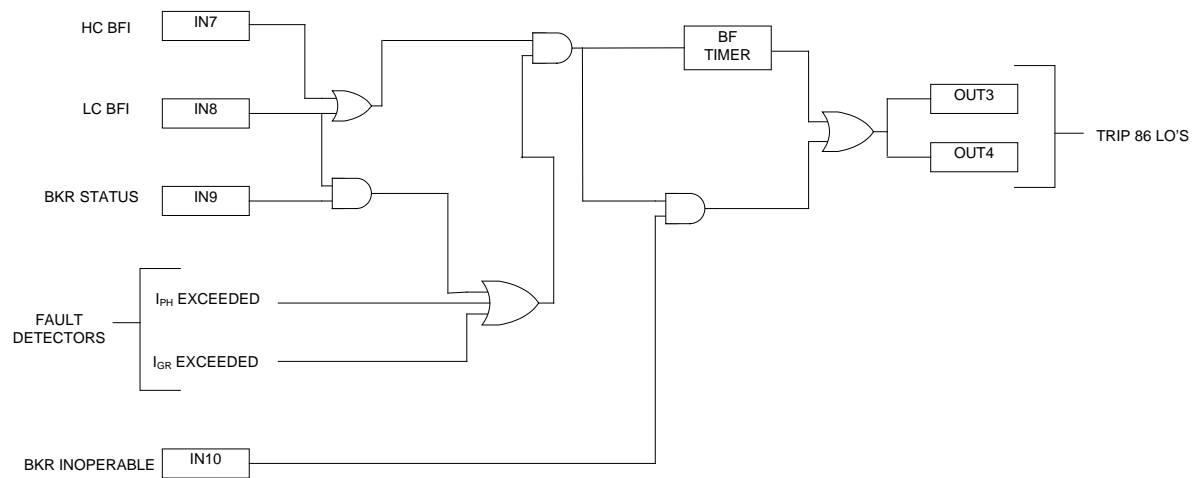 HC BFI
IN7
LC BFI
IN8
BKR STATUS
IN9
FAULT
DETECTORS
IPH EXCEEDED
IGR EXCEEDED
BKR INOPERABLE
IN10
BF
TIMER
OUT3
OUT4
TRIP 86 LO'S